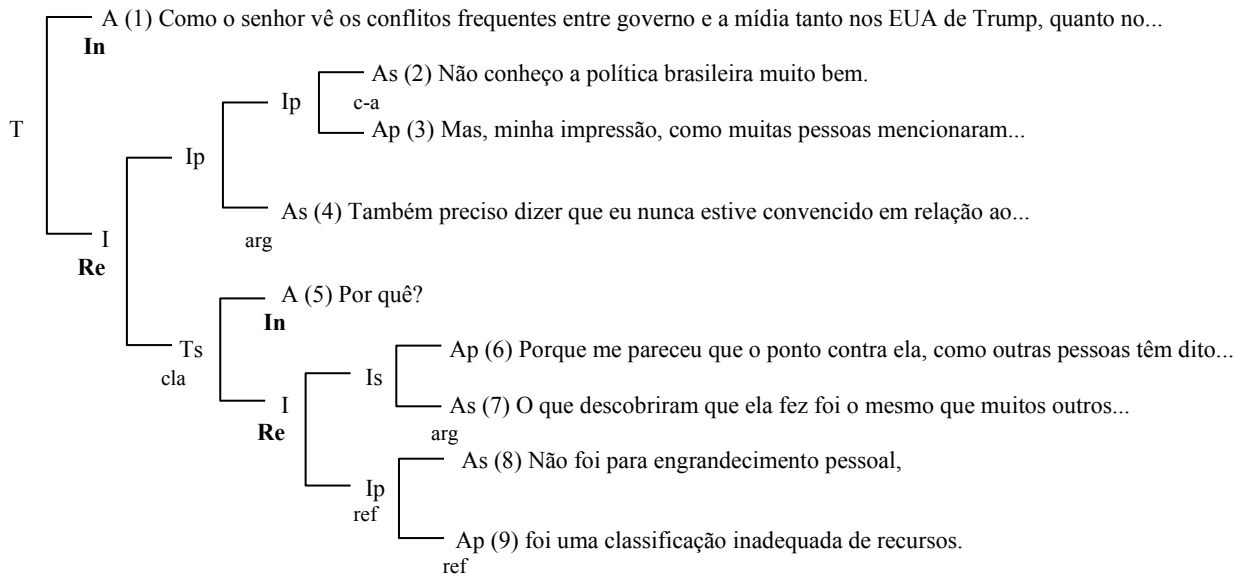 A (1) Como o senhor vê os conflitos frequentes entre governo e a mídia tanto nos EUA de Trump, quanto no...
In
As (2) Não conheço a política brasileira muito bem.
Ip
c-a
Ap (3) Mas, minha impressão, como muitas pessoas mencionaram...
T
Ip
As (4) Também preciso dizer que eu nunca estive convencido em relação ao...
arg
I
Re
A (5) Por quê?
In
Ts
cla
Ap (6) Porque me pareceu que o ponto contra ela, como outras pessoas têm dito...
Is
I
Re
As (7) O que descobriram que ela fez foi o mesmo que muitos outros...
arg
As (8) Não foi para engrandecimento pessoal,
Ip
ref
Ap (9) foi uma classificação inadequada de recursos.
ref